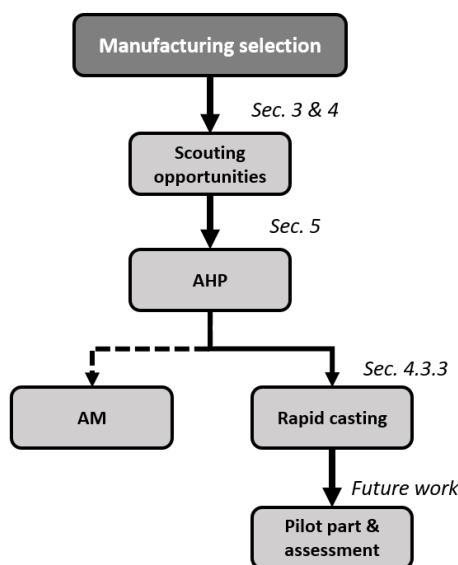 Manufacturing selection
Sec. 3 & 4
Scouting
opportunities
Sec. 5
AHP
Sec. 4.3.3
AM
Rapid casting
Future work
Pilot part &
assessment